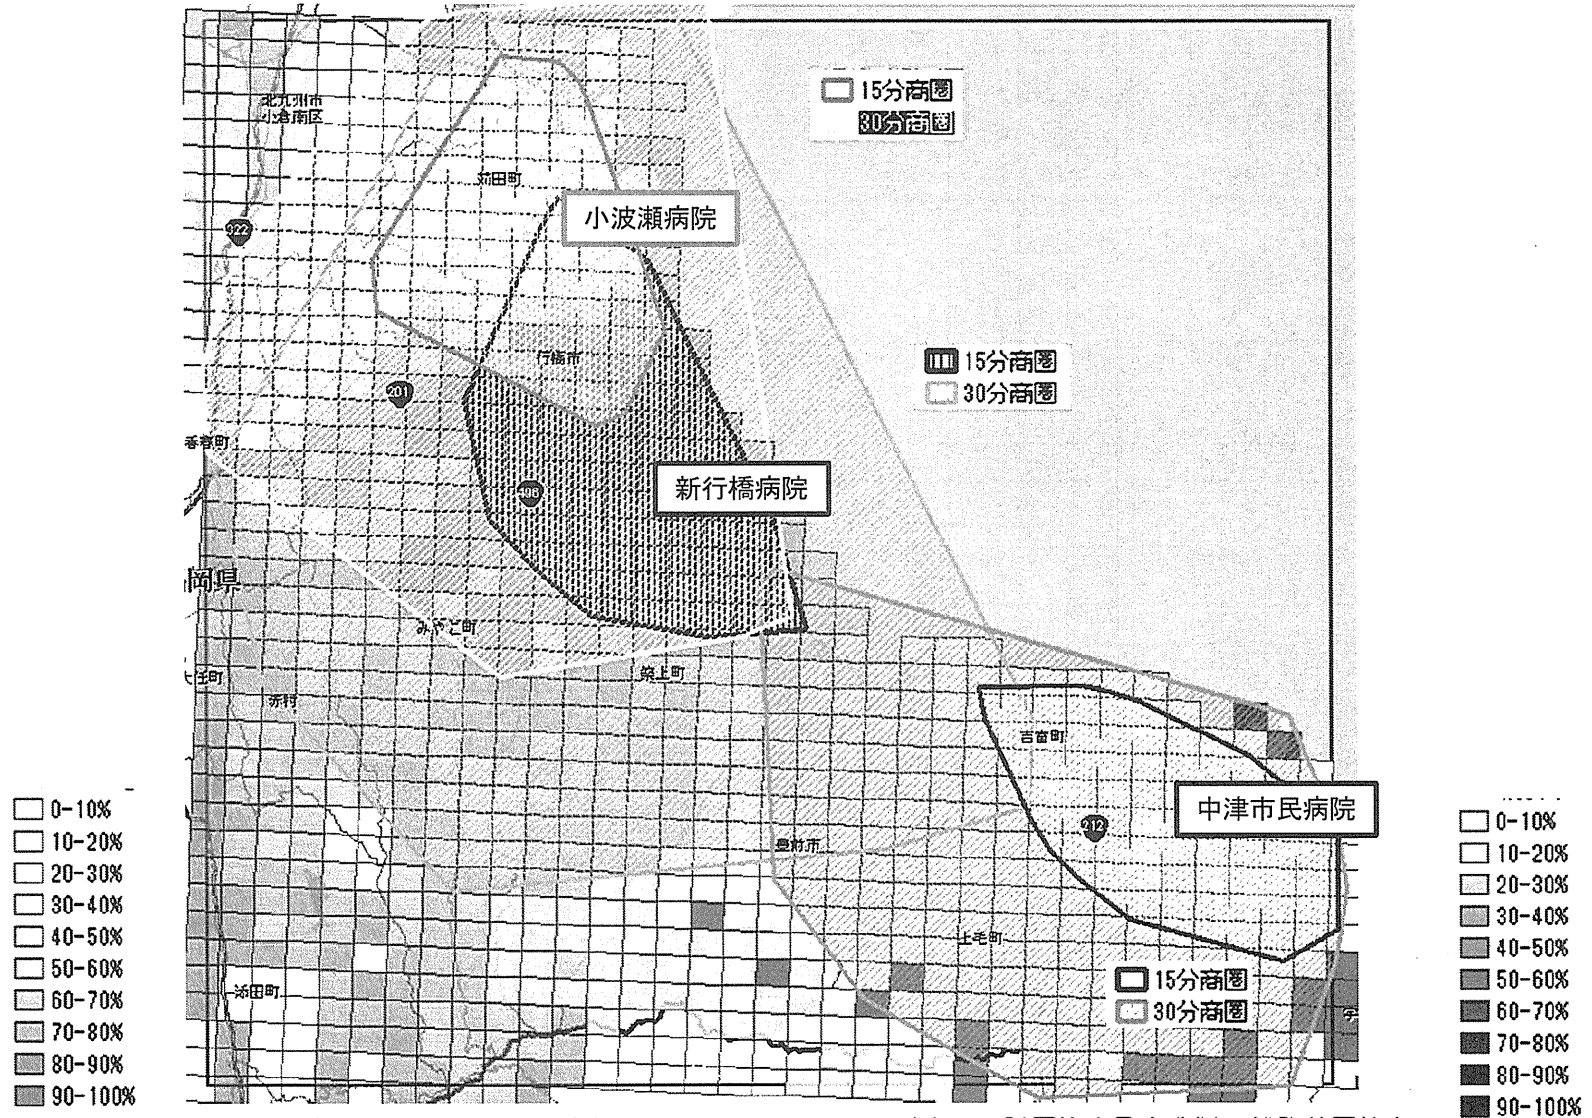 15分商圏
30分商圏
北九州市
小倉南区
苅田町
小波瀬病院
322
行橋市
15分商圏
30分商圏
201
香春町
新行橋病院
496
岡県
みやこ町
築上町
大任町
赤村
吉富町
中津市民病院
212
豊前市
上毛町
添田町
15分商圏
30分商圏
0-10%
10-20%
20-30%
30-40%
40-50%
50-60%
60-70%
70-80%
80-90%
90-100%
0-10%
10-20%
20-30%
30-40%
40-50%
50-60%
60-70%
70-80%
80-90%
90-100%